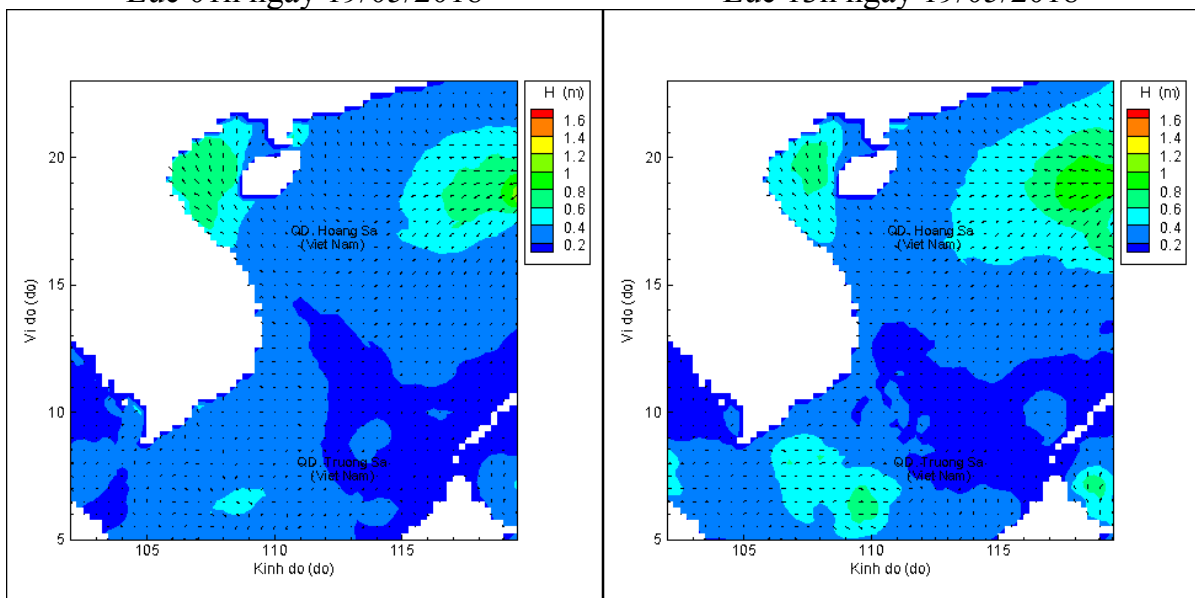 H (m)
1.6
1.4
1.2
1
0.8
0.6
0.4
0.2
20
15
10
5
Vi do (do)
QD. Hoang Sa
(Viet Nam)
QD. Truong Sa
(Viet Nam)
105
110
115
Kinh do (do)
H (m)
1.6
1.4
1.2
1
0.8
0.6
0.4
0.2
20
15
10
5
Vi do (do)
QD. Hoang Sa
(Viet Nam)
QD. Truong Sa
(Viet Nam)
105
110
115
Kinh do (do)